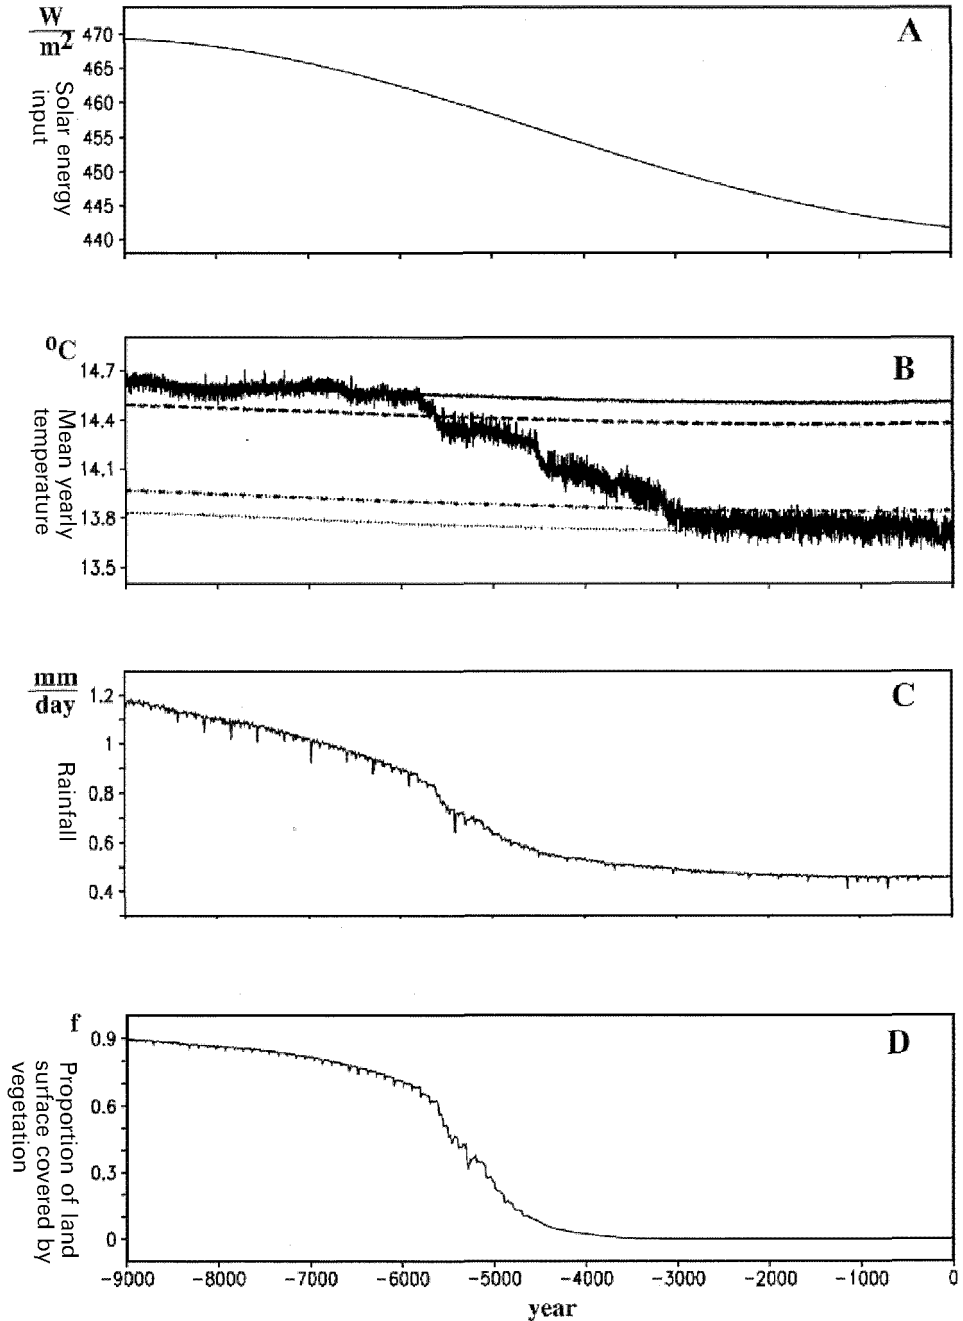 W
m2
470
465
460
455
450
445
440
Solar energy
input
A
°C
14.7
14.4
14.1
13.8
13.5
Mean yearly
temperature
B
mm
day
1.2
1
0.8
0.6
0.4
Rainfall
C
f
0.9
0.6
0.3
0
Proportion of land
surface covered by
vegetation
D
-9000 -8000 -7000 -6000 -5000 -4000 -3000 -2000 -1000 0
year